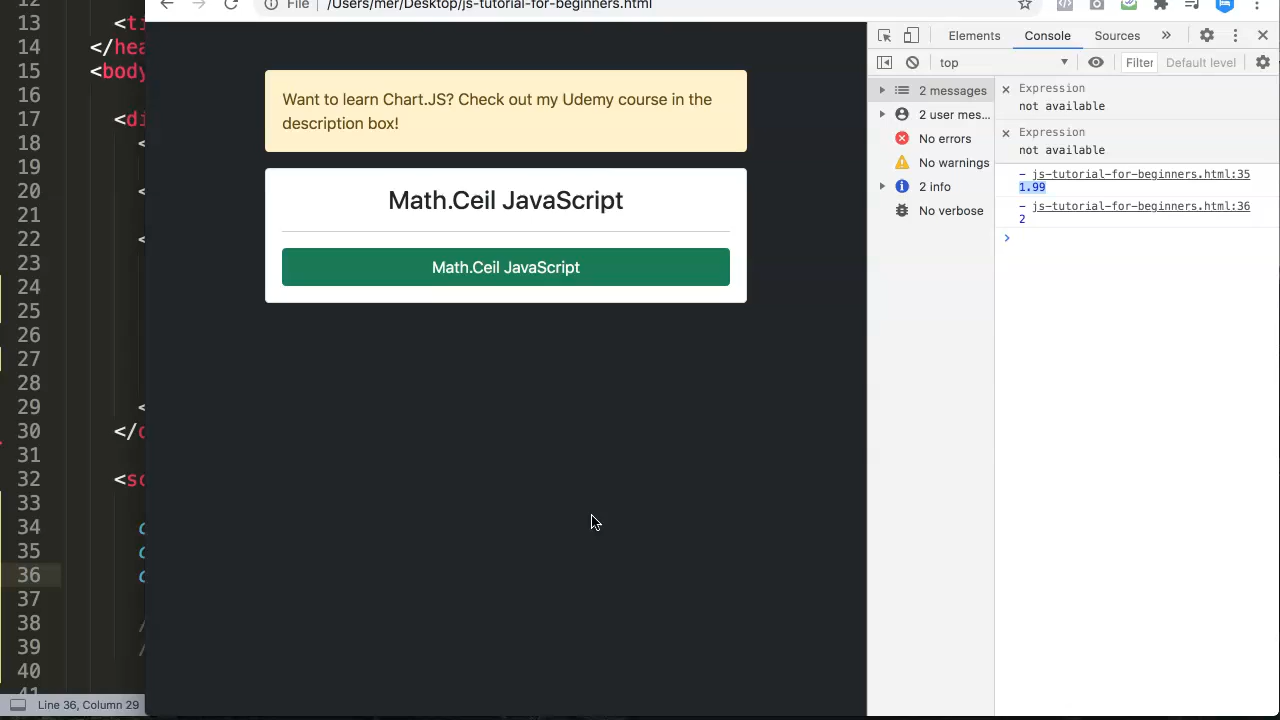 File | /Users/mer/Desktop/js-tutorial-for-beginners.html
12
13 <ti
14 </hea
15 <body
16
17 <di
18 <
19
20 <
21
22 <
23
24
25
26
27
28
29 <
30 </d
31
32 <sc
33
34 c
35 c
36 c
37
38 /
39 /
40
41
Line 36, Column 29
Want to learn Chart.JS? Check out my Udemy course in the
description box!
Math.Ceil JavaScript
Math.Ceil JavaScript
Elements Console Sources »
top Filter Default level
2 messages
2 user mes...
No errors
No warnings
2 info
No verbose
Expression
not available
Expression
not available
js-tutorial-for-beginners.html:35
1.99
js-tutorial-for-beginners.html:36
2